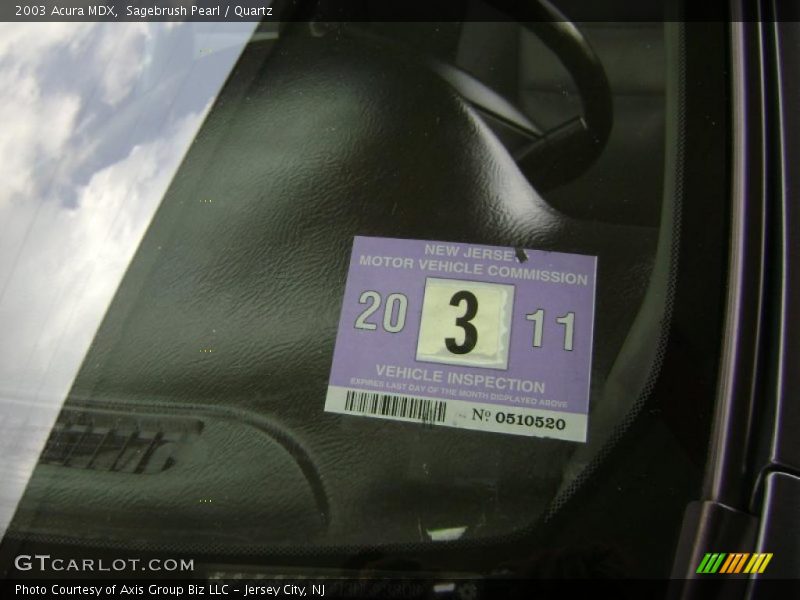 2003 Acura MDX, Sagebrush Pearl / Quartz
NEW JERSEY
MOTOR VEHICLE COMMISSION
20 3 11
VEHICLE INSPECTION
EXPIRES LAST DAY OF THE MONTH DISPLAYED ABOVE
Nº 0510520
GTCARLOT.COM
Photo Courtesy of Axis Group Biz LLC - Jersey City, NJ